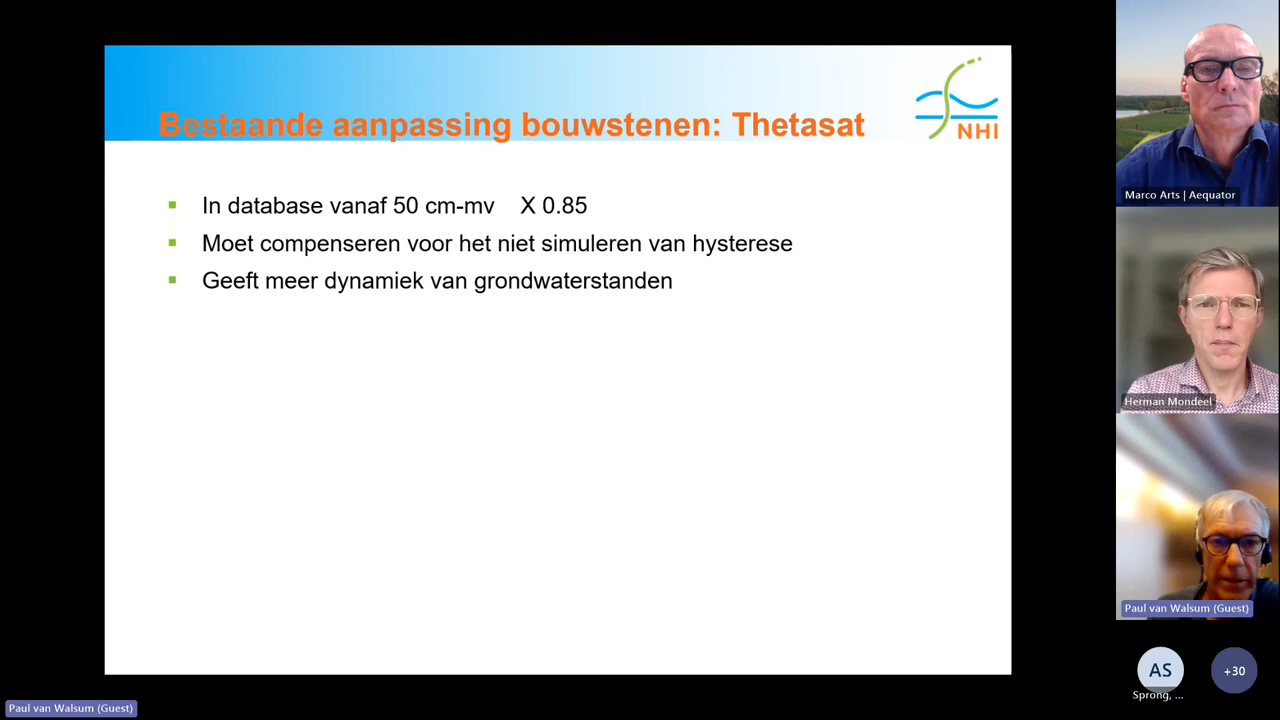 Bestaande aanpassing bouwstenen: Thetasat
NHI
In database vanaf 50 cm-mv X 0.85
Moet compenseren voor het niet simuleren van hysterese
Geeft meer dynamiek van grondwaterstanden
Marco Arts | Aequator
Herman Mondeel
Paul van Walsum (Guest)
AS
+30
Sprong, ...
Paul van Walsum (Guest)